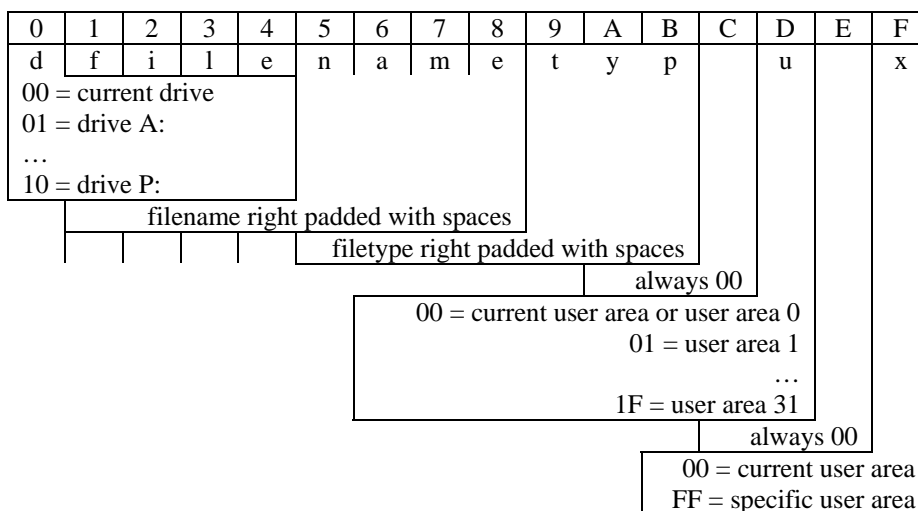 0 1 2 3 4 5 6 7 8 9 A B C D E F
d f i l e n a m e t y p u x
00 = current drive
01 = drive A:
…
10 = drive P:
filename right padded with spaces
filetype right padded with spaces
always 00
00 = current user area or user area 0
01 = user area 1
…
1F = user area 31
always 00
00 = current user area
FF = specific user area